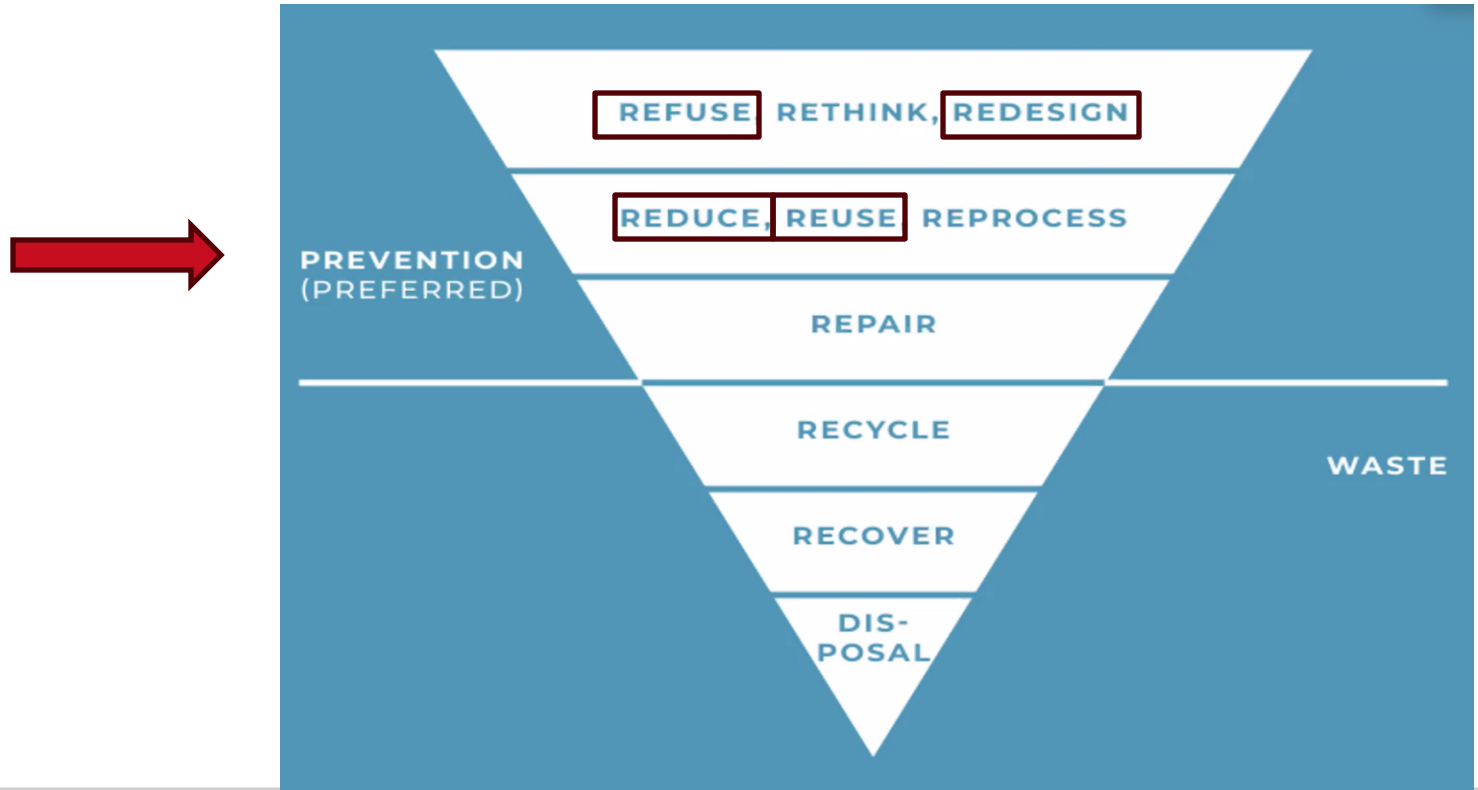 REFUSE, RETHINK, REDESIGN
REDUCE, REUSE, REPROCESS
PREVENTION
(PREFERRED)
REPAIR
RECYCLE
WASTE
RECOVER
DIS-
POSAL